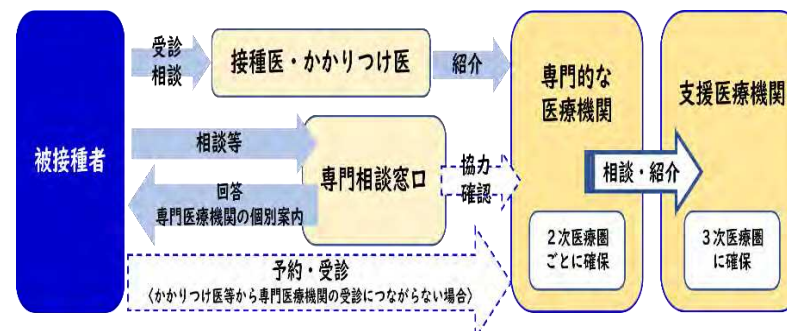 被接種者
受診
相談
接種医・かかりつけ医
紹介
相談等
回答
専門医療機関の個別案内
専門相談窓口
協力
確認
予約・受診
〈かかりつけ医等から専門医療機関の受診につながらない場合〉
専門的な
医療機関
2次医療圏
ごとに確保
相談・紹介
支援医療機関
3次医療圏
に確保